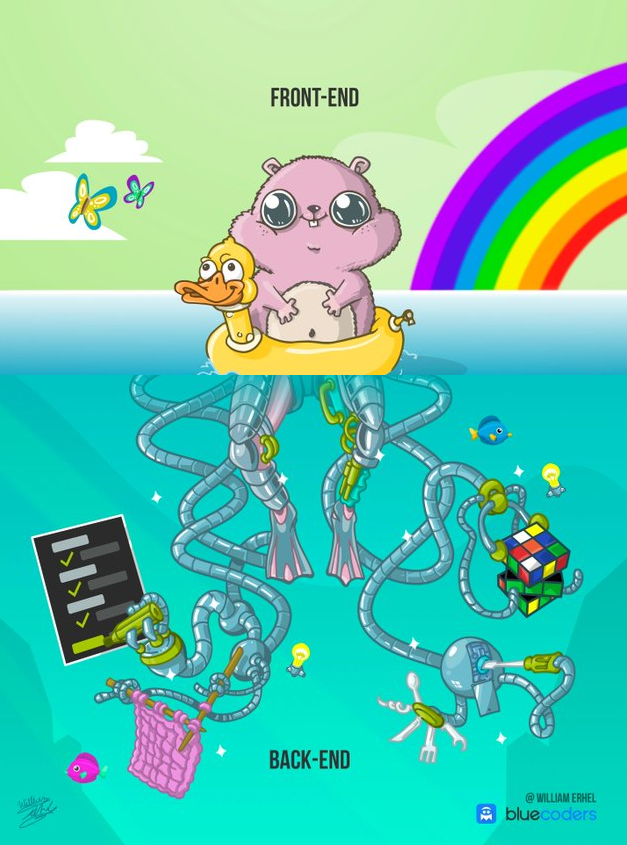 FRONT-END
BACK-END
@ WILLIAM ERHEL
bluecoders